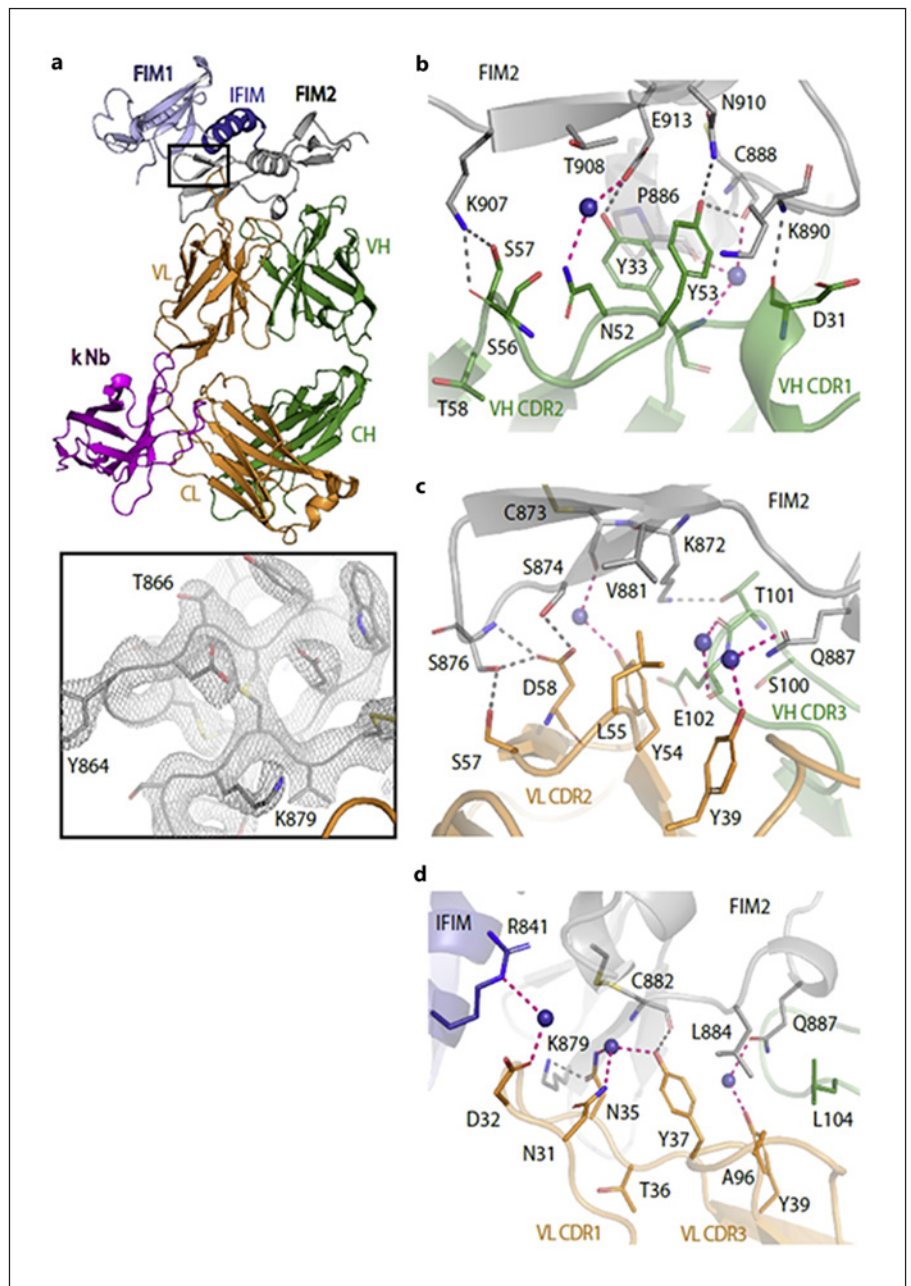 a
FIM1
IFIM
FIM2
VL
VH
k Nb
CL
CH
T866
Y864
K879
b
FIM2
N910
E913
T908
C888
K907
P886
K890
S57
Y33
Y53
D31
S56
N52
T58
VH CDR2
VH CDR1
c
FIM2
C873
K872
S874
V881
T101
S876
Q887
D58
S100
L55
E102
VH CDR3
S57
Y54
VL CDR2
Y39
d
FIM2
IFIM
R841
C882
L884
Q887
K879
D32
N35
L104
N31
Y37
A96
T36
Y39
VL CDR1
VL CDR3